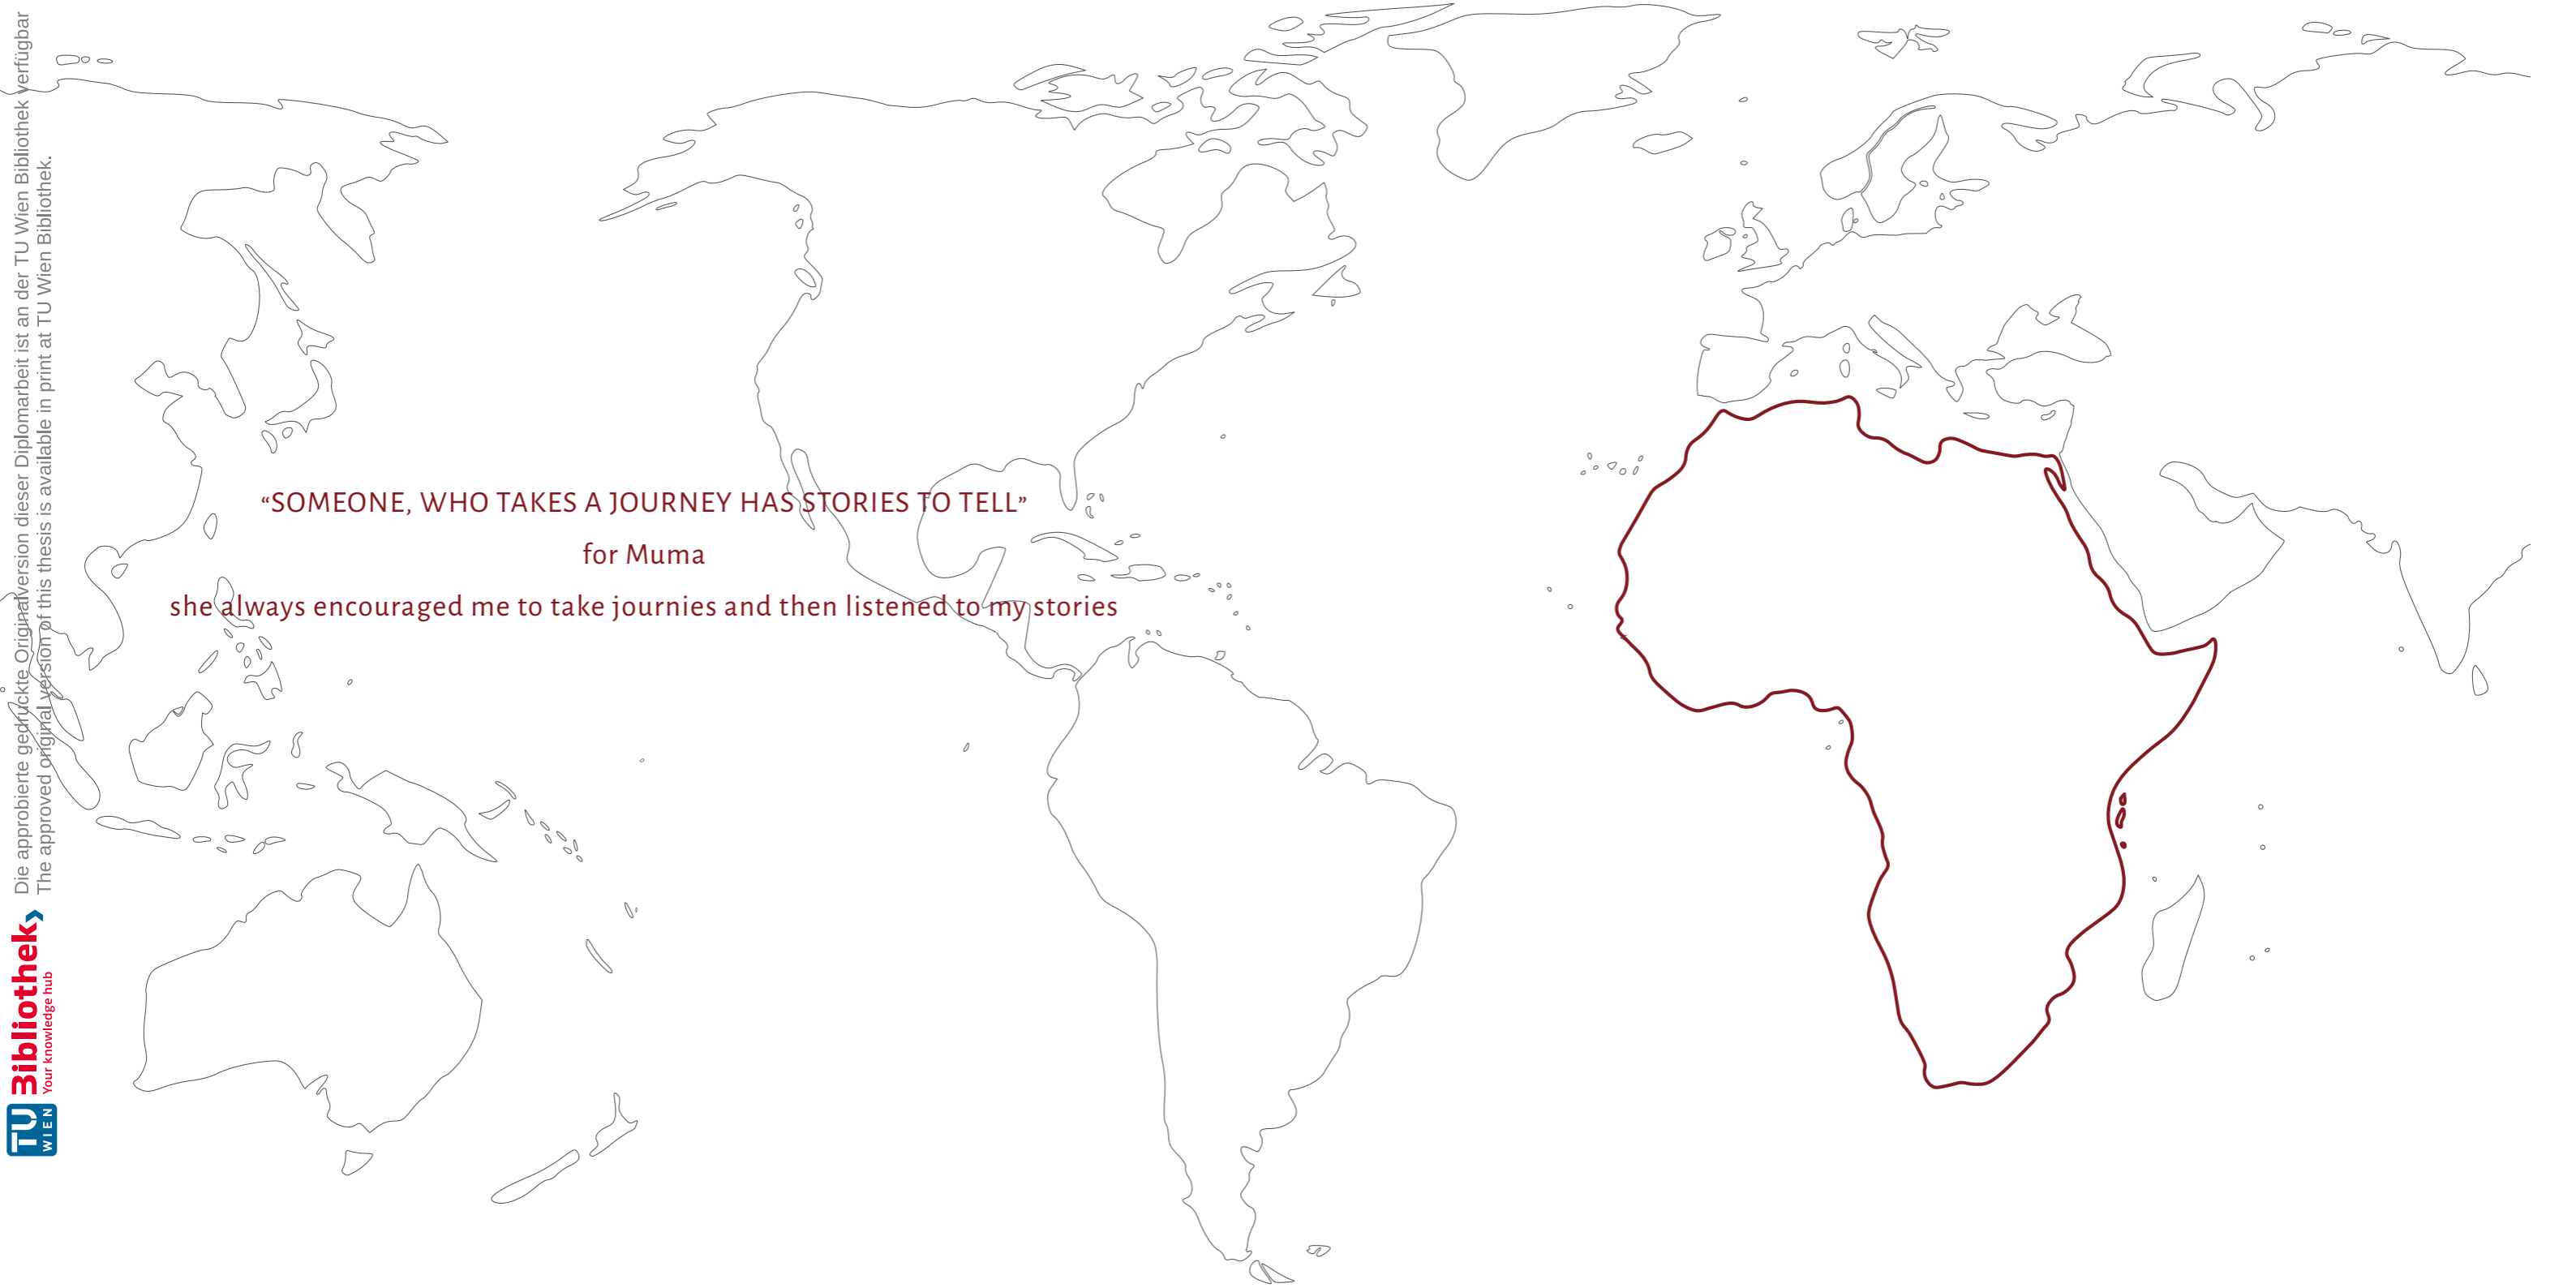 “SOMEONE, WHO TAKES A JOURNEY HAS STORIES TO TELL”
for Muma
she always encouraged me to take journies and then listened to my stories
Die approbierte gedruckte Originalversion dieser Diplomarbeit ist an der TU Wien Bibliothek verfügbar
The approved original version of this thesis is available in print at TU Wien Bibliothek.
Bibliothek
Your knowledge hub
TU
WIEN